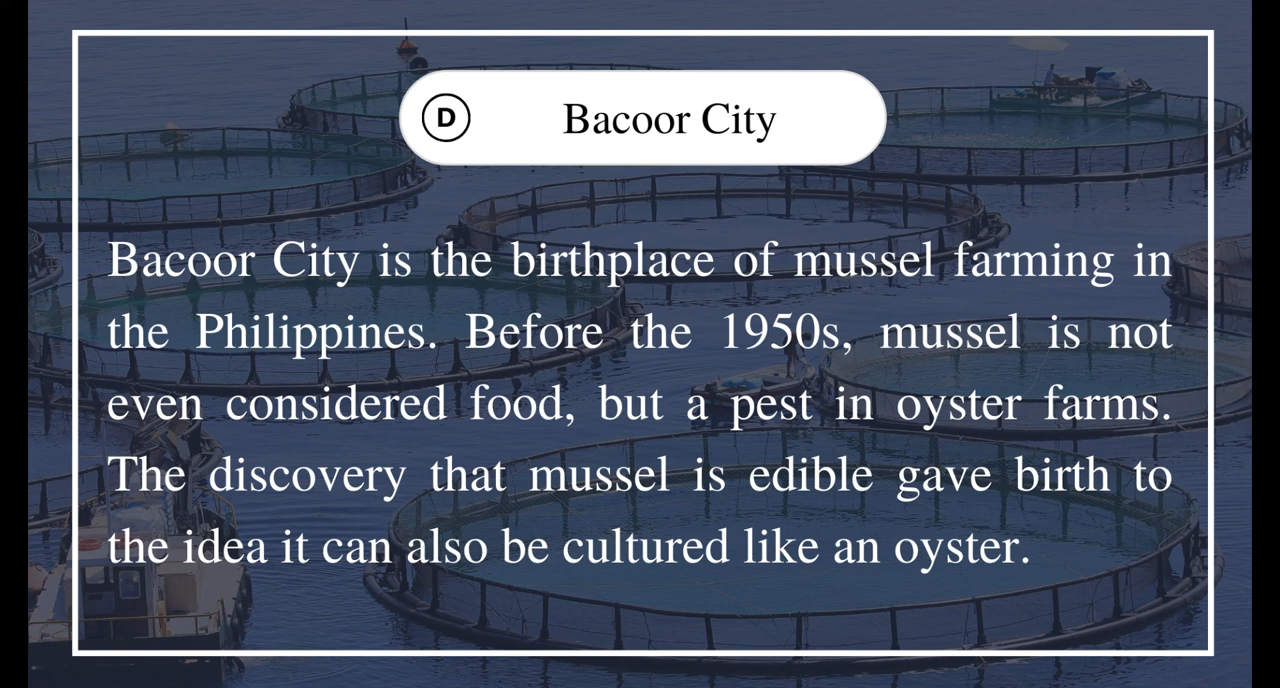 D Bacoor City
Bacoor City is the birthplace of mussel farming in
the Philippines. Before the 1950s, mussel is not
even considered food, but a pest in oyster farms.
The discovery that mussel is edible gave birth to
the idea it can also be cultured like an oyster.